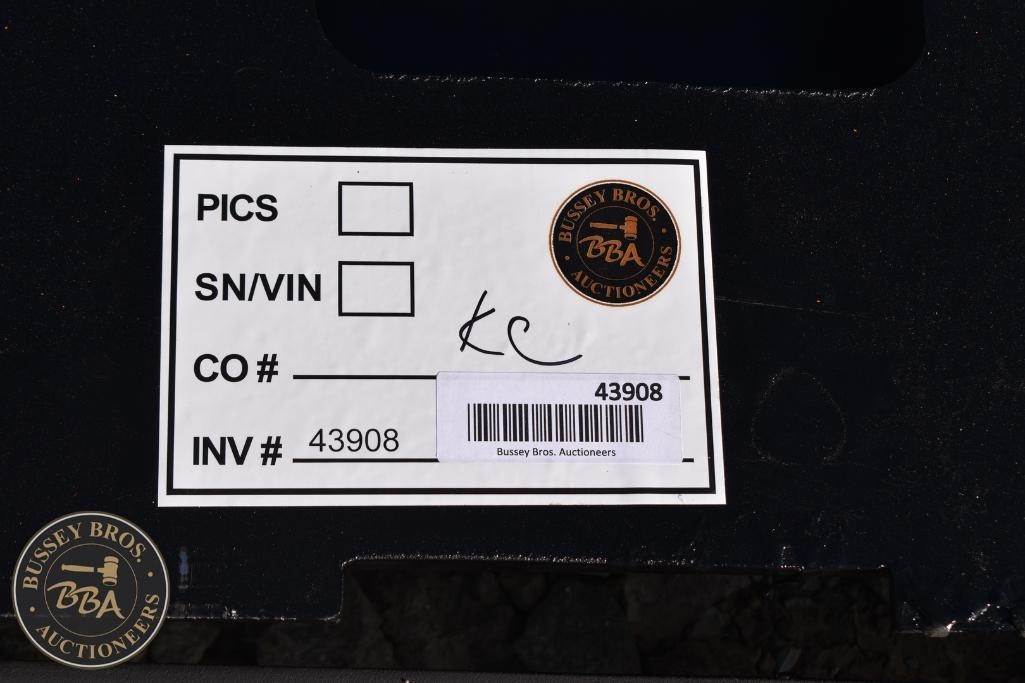 PICS
BUSSEY BROS.
BBA
AUCTIONEERS
SN/VIN
KC
CO #
43908
INV # 43908
Bussey Bros. Auctioneers
BUSSEY BROS.
BBA
AUCTIONEERS